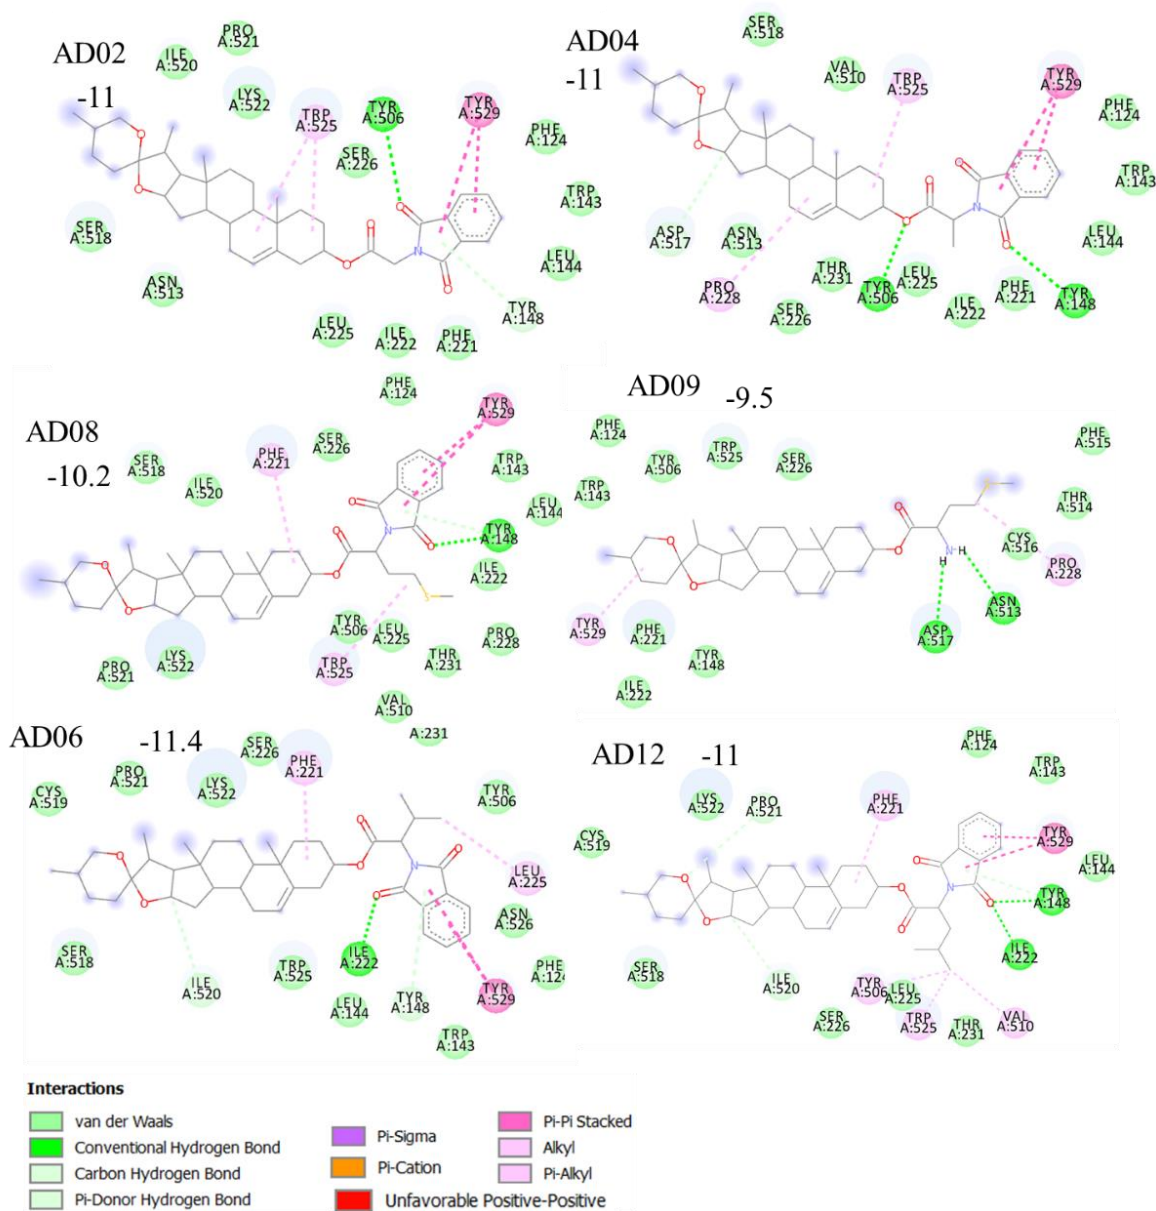 AD02
-11
PRO
A:521
ILE
A:520
LYS
A:522
TRP
A:525
TYR
A:506
TYR
A:529
SER
A:226
PHE
A:124
TRP
A:143
LEU
A:144
TYR
A:148
SER
A:518
ASN
A:513
LEU
A:225
ILE
A:222
PHE
A:221
O
O
O
O
O
O
N
AD04
-11
SER
A:518
VAL
A:510
TRP
A:525
TYR
A:529
PHE
A:124
TRP
A:143
LEU
A:144
ASP
A:517
ASN
A:513
PRO
A:228
THR
A:231
SER
A:226
TYR
A:506
LEU
A:225
ILE
A:222
PHE
A:221
TYR
A:148
O
O
O
O
O
O
N
AD08
-10.2
PHE
A:124
TYR
A:529
SER
A:518
ILE
A:520
PHE
A:221
SER
A:226
TRP
A:143
LEU
A:144
TYR
A:148
ILE
A:222
TYR
A:506
LEU
A:225
PRO
A:228
THR
A:231
TRP
A:525
LYS
A:522
PRO
A:521
VAL
A:510
A:231
O
O
O
O
O
O
N
S
AD09
-9.5
PHE
A:124
TYR
A:506
TRP
A:525
SER
A:226
PHE
A:515
TRP
A:143
THR
A:514
CYS
A:516
PRO
A:228
ASN
A:513
ASP
A:517
TYR
A:529
PHE
A:221
TYR
A:148
ILE
A:222
O
O
O
O
N
H
H
S
AD06
-11.4
SER
A:226
PHE
A:221
PRO
A:521
LYS
A:522
CYS
A:519
TYR
A:506
LEU
A:225
ASN
A:526
PHE
A:124
TYR
A:529
SER
A:518
ILE
A:520
TRP
A:525
ILE
A:222
LEU
A:144
TYR
A:148
TRP
A:143
O
O
O
O
O
O
N
AD12
-11
PHE
A:124
TRP
A:143
LYS
A:522
PRO
A:521
PHE
A:221
TYR
A:529
CYS
A:519
LEU
A:144
TYR
A:148
ILE
A:222
SER
A:518
ILE
A:520
TYR
A:506
LEU
A:225
SER
A:226
TRP
A:525
THR
A:231
VAL
A:510
O
O
O
O
O
O
N
Interactions
van der Waals
Conventional Hydrogen Bond
Carbon Hydrogen Bond
Pi-Donor Hydrogen Bond
Pi-Sigma
Pi-Cation
Unfavorable Positive-Positive
Pi-Pi Stacked
Alkyl
Pi-Alkyl